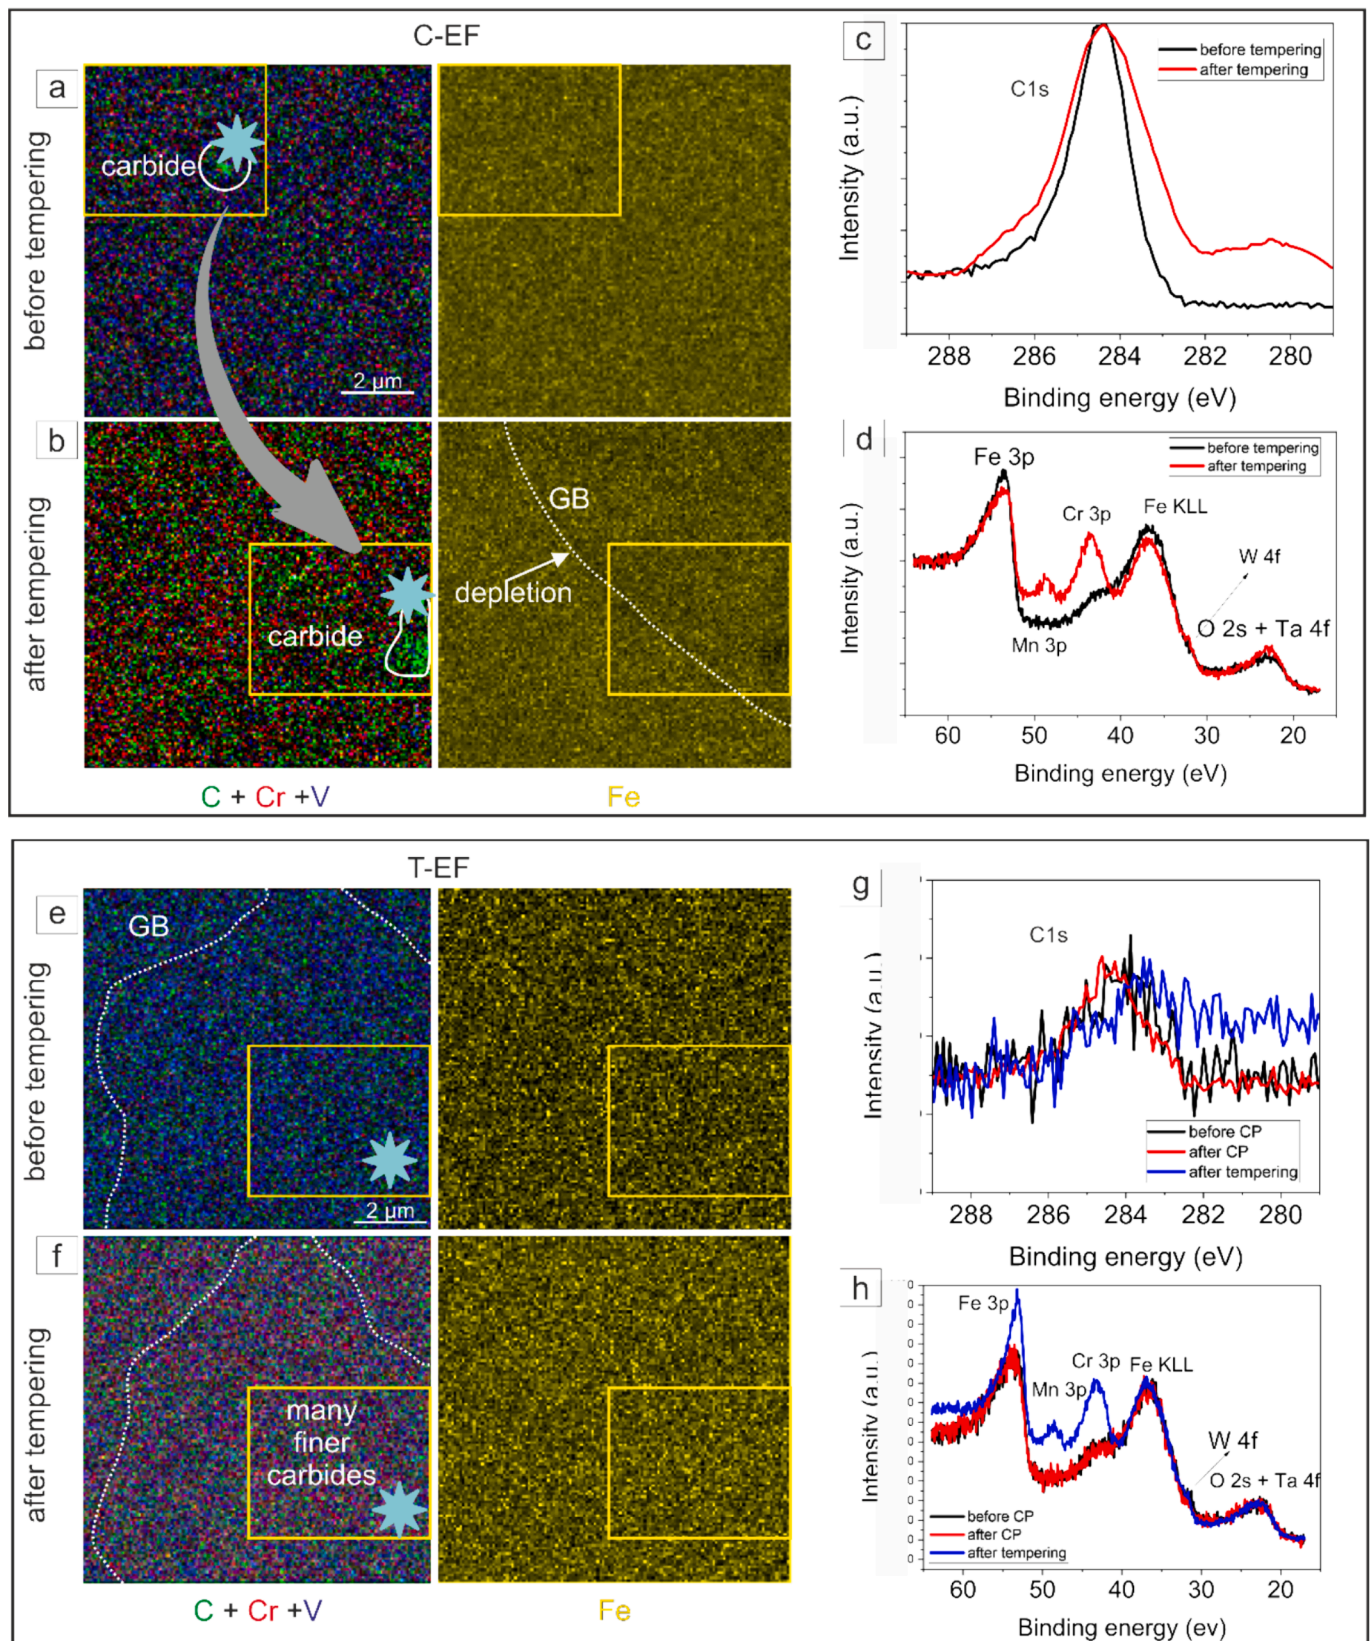 C-EF
a
before tempering
carbide
2 µm
b
after tempering
carbide
GB
depletion
C + Cr +V
Fe
c
before tempering
after tempering
C1s
Intensity (a.u.)
288
286
284
282
280
Binding energy (eV)
d
before tempering
after tempering
Fe 3p
Cr 3p
Fe KLL
W 4f
Mn 3p
O 2s + Ta 4f
Intensity (a.u.)
60
50
40
30
20
Binding energy (eV)
T-EF
e
before tempering
GB
2 µm
f
after tempering
many
finer
carbides
C + Cr +V
Fe
g
C1s
Intensity (a.u.)
before CP
after CP
after tempering
288
286
284
282
280
Binding energy (eV)
h
Fe 3p
Cr 3p
Fe KLL
Mn 3p
W 4f
O 2s + Ta 4f
Intensity (a.u.)
before CP
after CP
after tempering
60
50
40
30
20
Binding energy (ev)